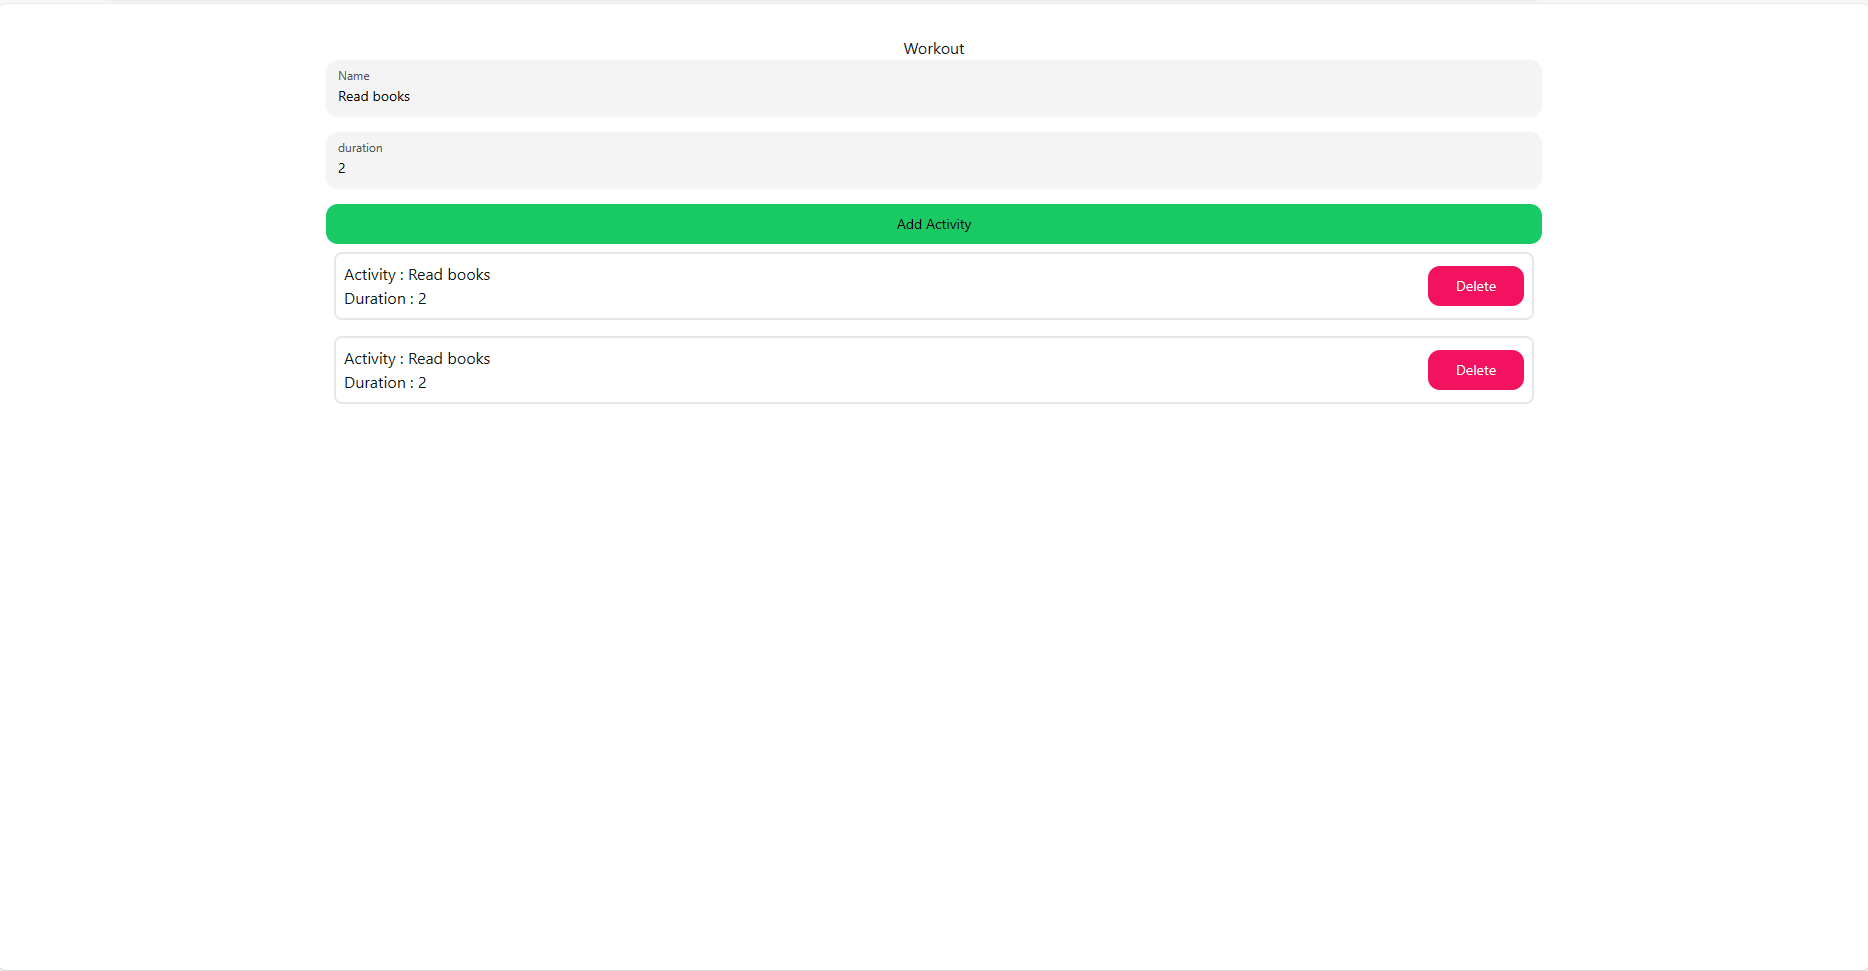 Workout
Name
Read books
duration
2
Add Activity
Activity : Read books
Duration : 2
Delete
Activity : Read books
Duration : 2
Delete